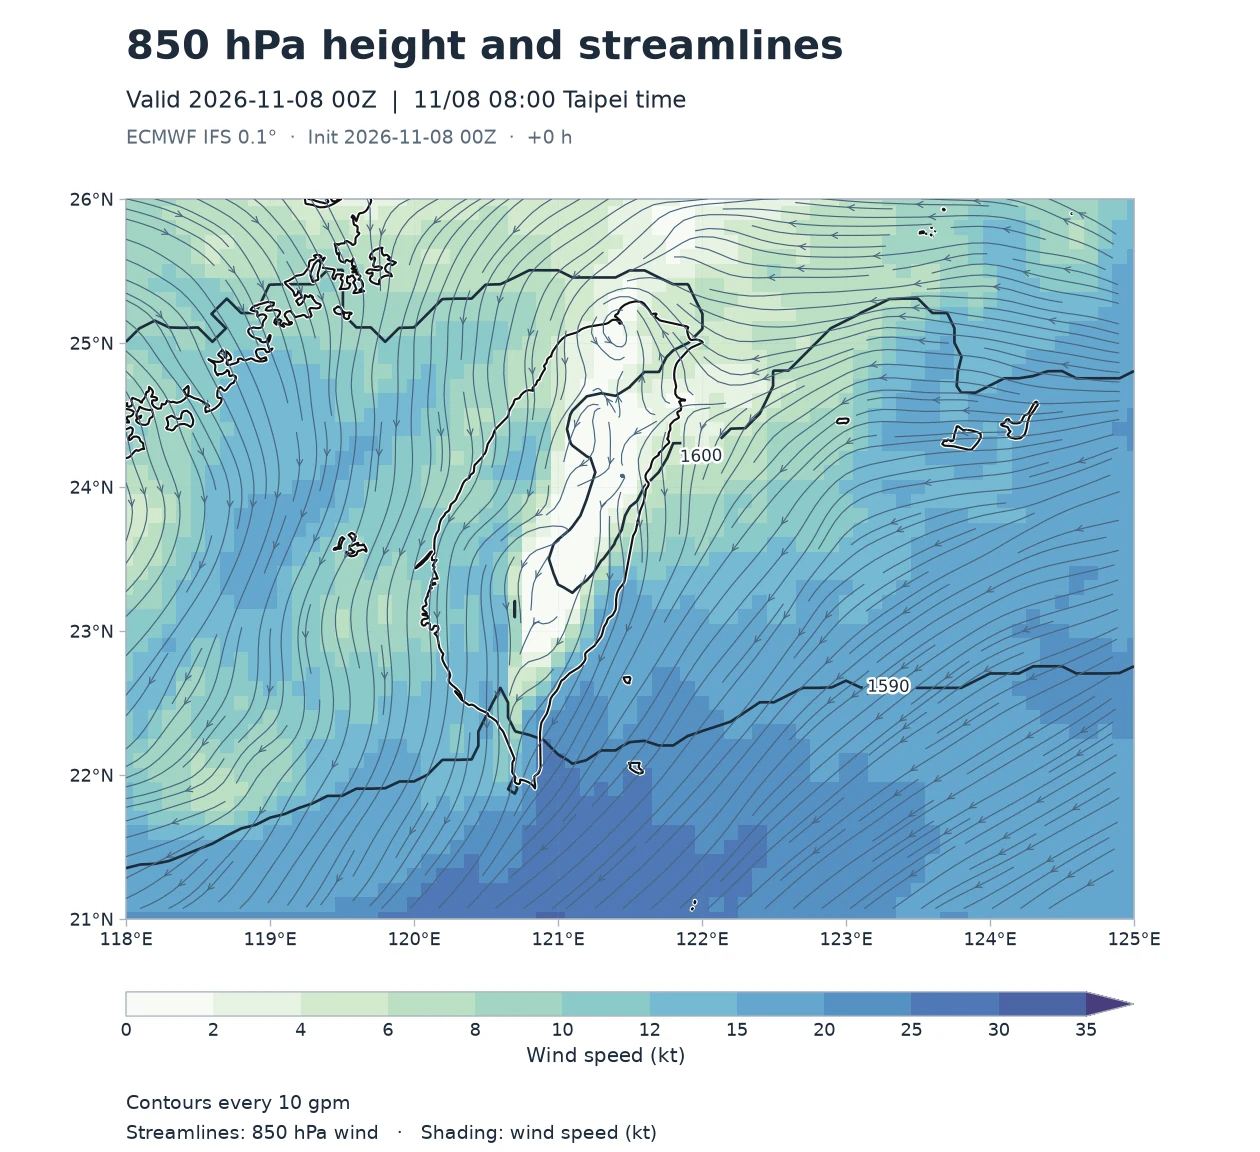 850 hPa height and streamlines
Valid 2026-11-08 00Z | 11/08 08:00 Taipei time
ECMWF IFS 0.1° · Init 2026-11-08 00Z · +0 h
26°N
25°N
24°N
23°N
22°N
21°N
1600
1590
118°E 119°E 120°E 121°E 122°E 123°E 124°E 125°E
0 2 4 6 8 10 12 15 20 25 30 35
Wind speed (kt)
Contours every 10 gpm
Streamlines: 850 hPa wind · Shading: wind speed (kt)